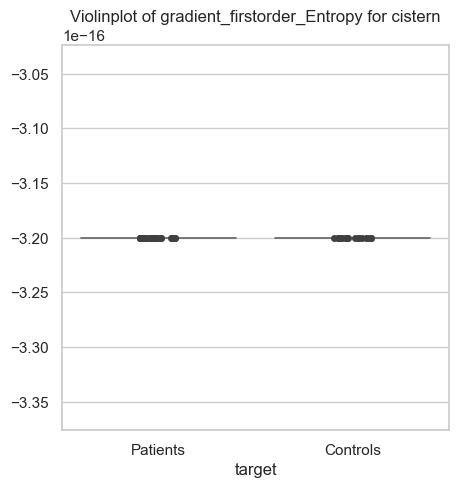 Violinplot of gradient_firstorder_Entropy for cistern
1e−16
−3.05
−3.10
−3.15
−3.20
−3.25
−3.30
−3.35
Patients
Controls
target